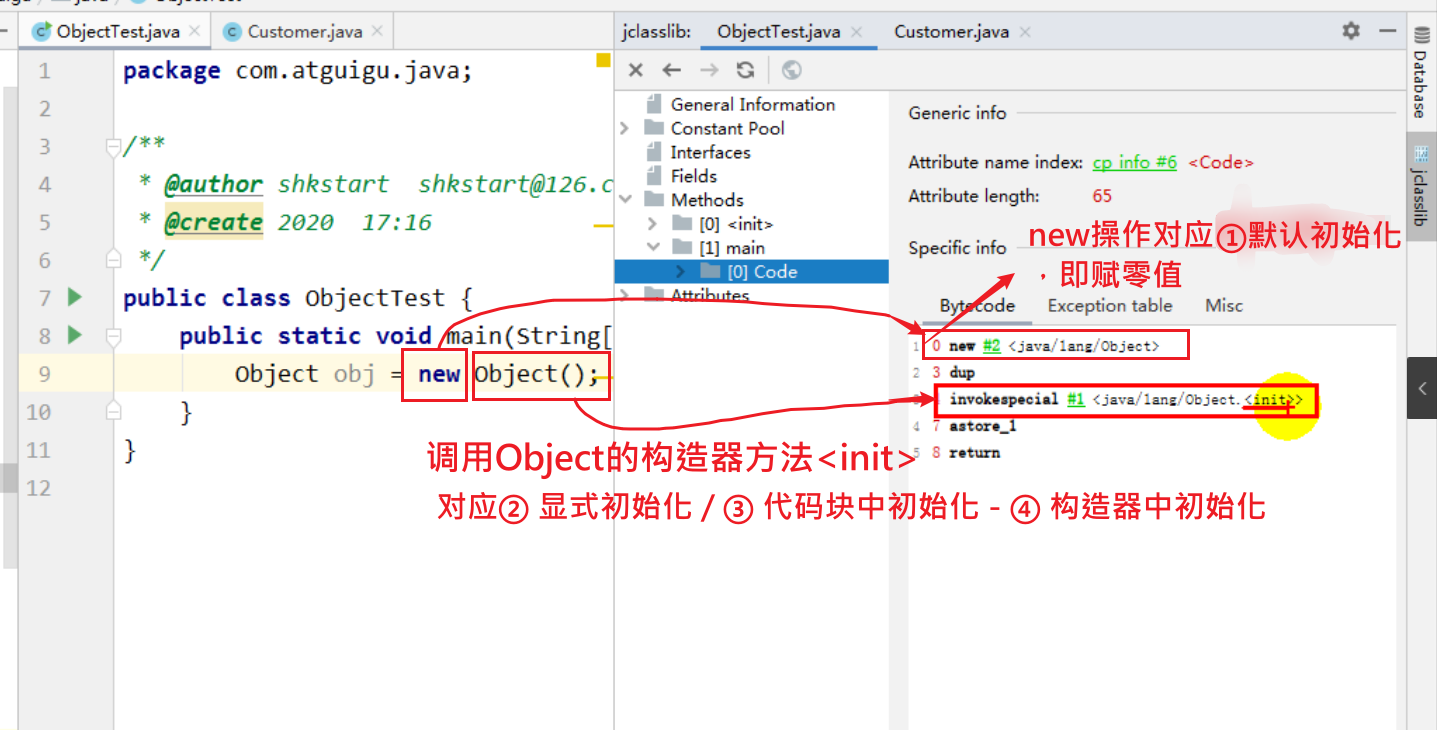 ObjectTest.java
Customer.java
1 package com.atguigu.java;
2
3 /**
4 * @author shkstart shkstart@126.c
5 * @create 2020 17:16
6 */
7 public class ObjectTest {
8 public static void main(String[
9 Object obj = new Object();
10 }
11 }
12
jclasslib: ObjectTest.java Customer.java
General Information
Constant Pool
Interfaces
Fields
Methods
[0] <init>
[1] main
[0] Code
Attributes
Generic info
Attribute name index: cp info #6 <Code>
Attribute length: 65
Specific info
new操作对应①默认初始化
，即赋零值
Bytecode Exception table Misc
1 0 new #2 <java/lang/Object>
2 3 dup
invokespecial #1 <java/lang/Object.<init>>
4 7 astore_1
5 8 return
调用Object的构造器方法<init>
对应② 显式初始化 / ③ 代码块中初始化 - ④ 构造器中初始化
Database
jclasslib